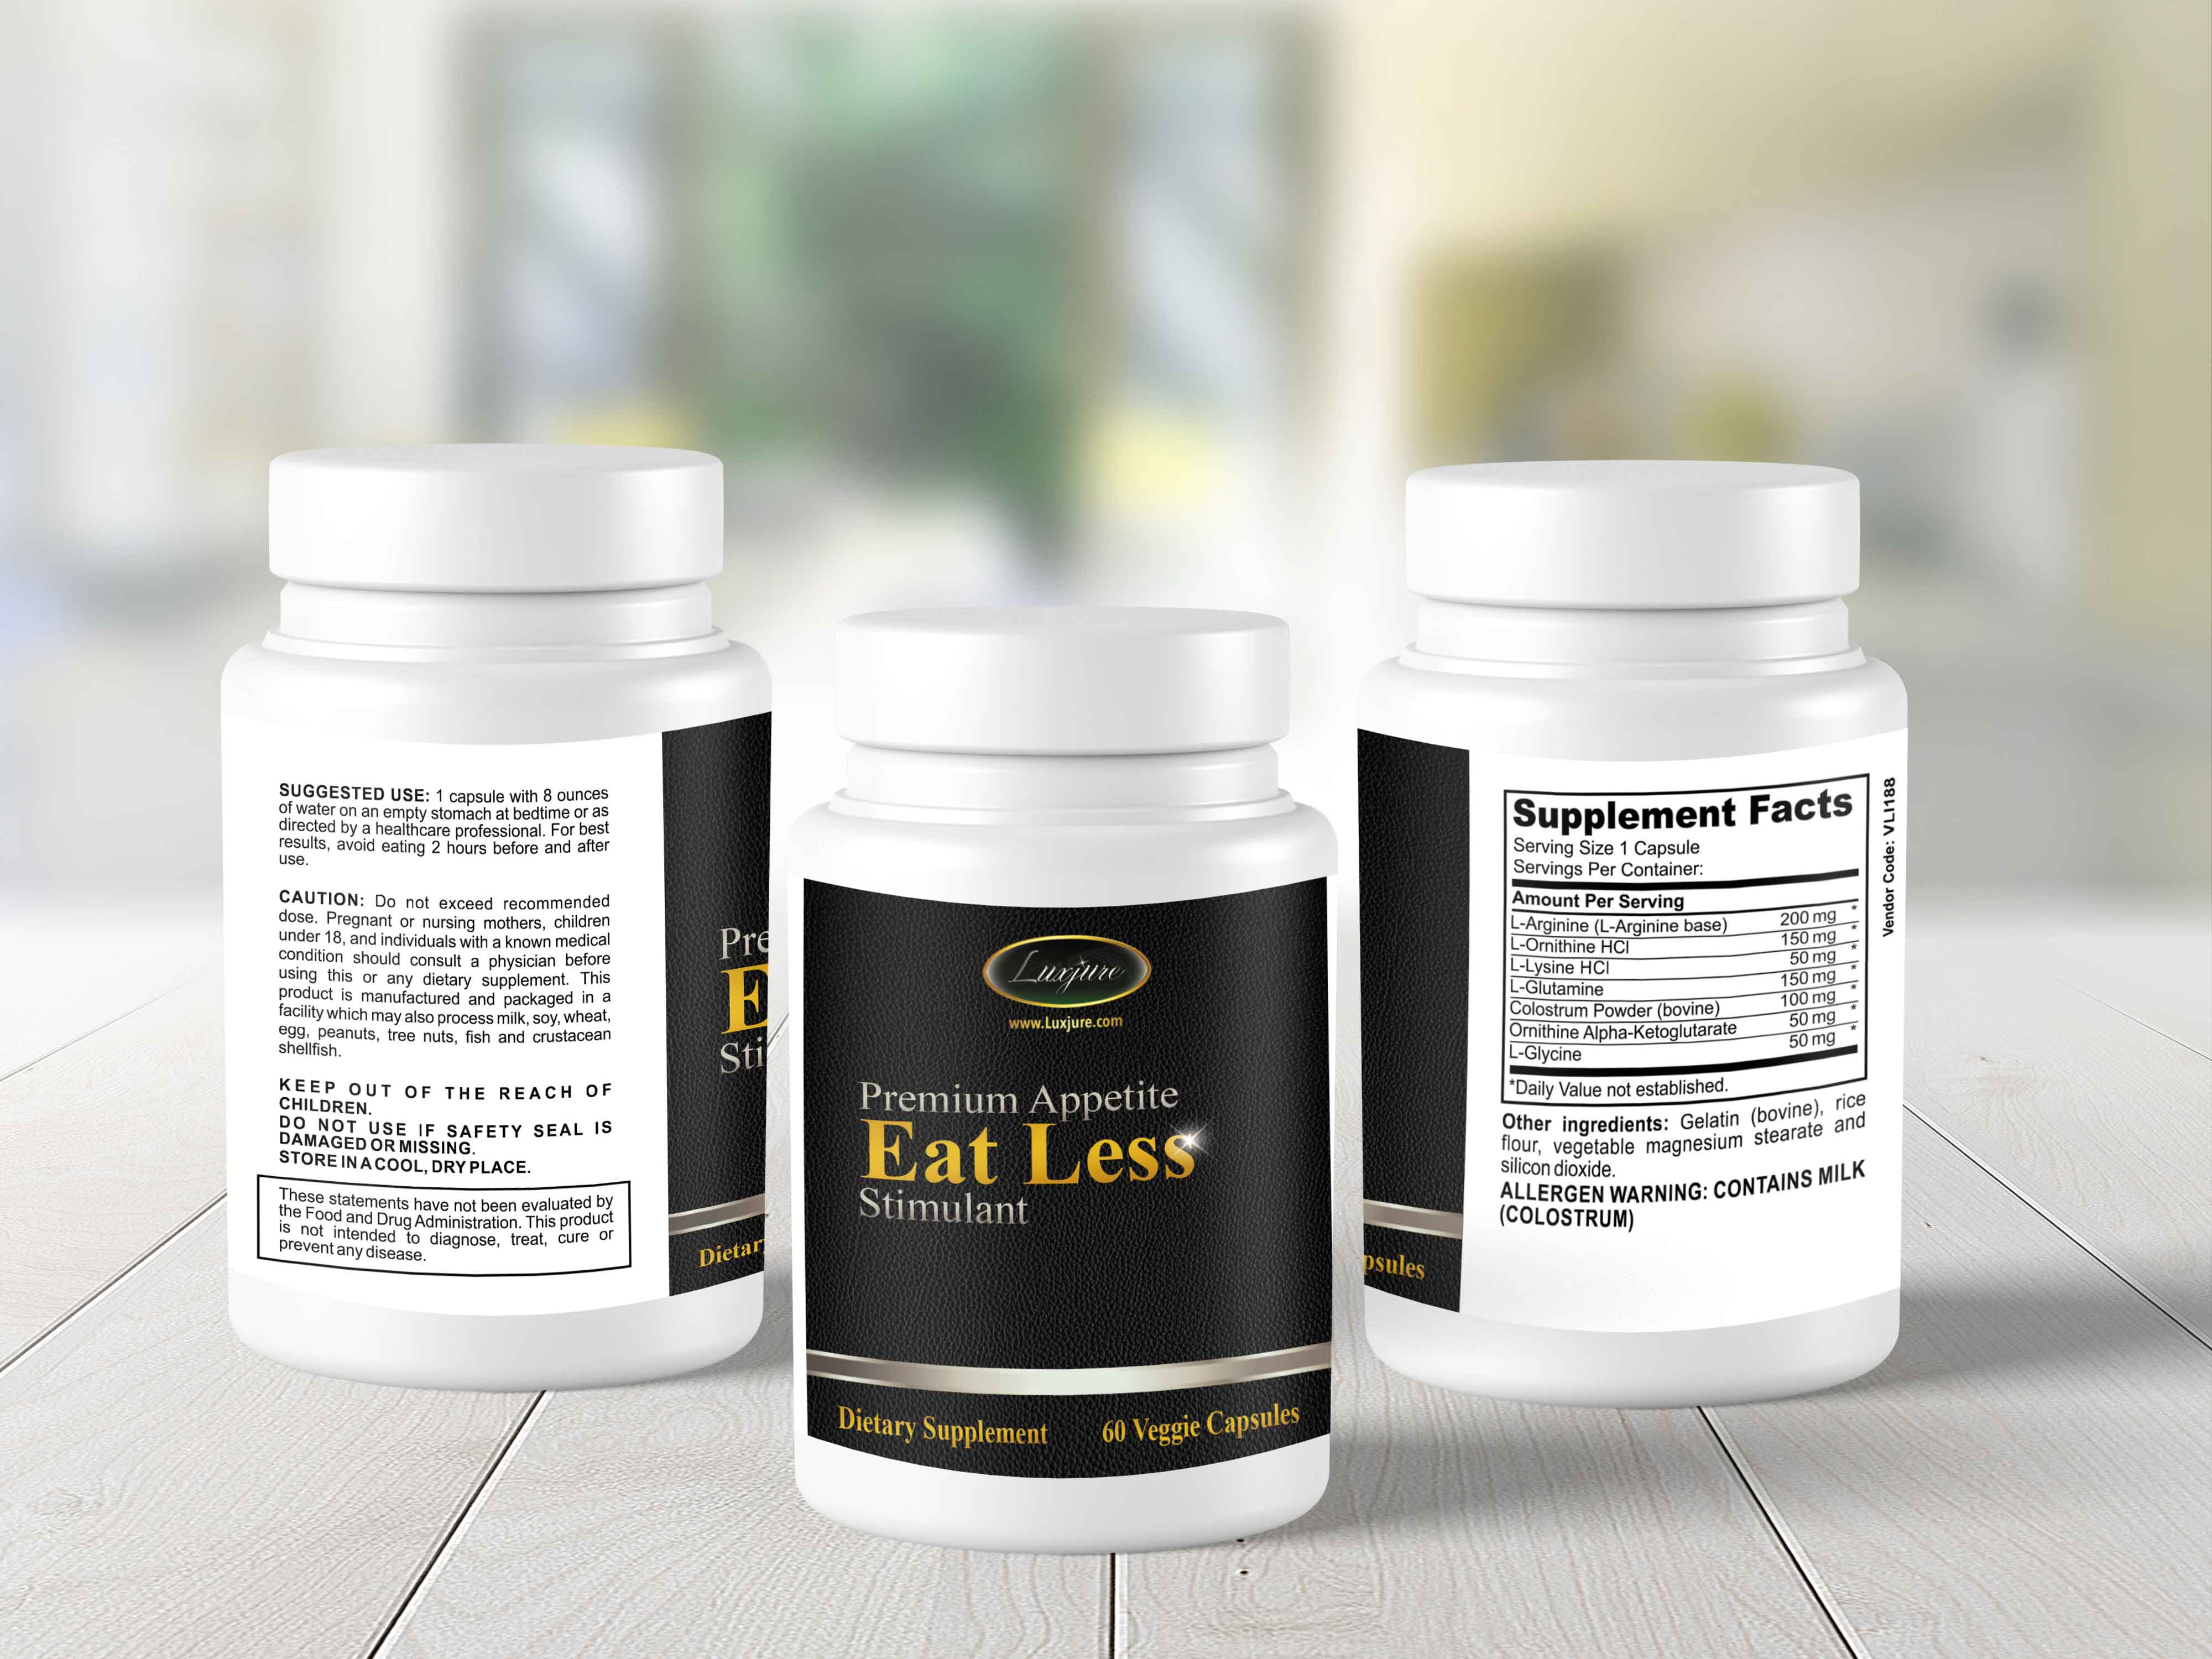 SUGGESTED USE: 1 capsule with 8 ounces
of water on an empty stomach at bedtime or as
directed by a healthcare professional. For best
results, avoid eating 2 hours before and after
use.
CAUTION: Do not exceed recommended
dose. Pregnant or nursing mothers, children
under 18, and individuals with a known medical
condition should consult a physician before
using this or any dietary supplement. This
product is manufactured and packaged in a
facility which may also process milk, soy, wheat,
egg, peanuts, tree nuts, fish and crustacean
shellfish.
KEEP OUT OF THE REACH OF
CHILDREN.
DO NOT USE IF SAFETY SEAL IS
DAMAGED OR MISSING.
STORE IN A COOL, DRY PLACE.
These statements have not been evaluated by
the Food and Drug Administration. This product
is not intended to diagnose, treat, cure or
prevent any disease.
Pre
E
Sti
Dietar
Luxjure
www.Luxjure.com
Premium Appetite
Eat Less
Stimulant
Dietary Supplement 60 Veggie Capsules
psules
Supplement Facts
Serving Size 1 Capsule
Servings Per Container:
Amount Per Serving
L-Arginine (L-Arginine base) 200 mg *
L-Ornithine HCl 150 mg *
L-Lysine HCl 50 mg *
L-Glutamine 150 mg *
Colostrum Powder (bovine) 100 mg *
Ornithine Alpha-Ketoglutarate 50 mg *
L-Glycine 50 mg *
*Daily Value not established.
Other ingredients: Gelatin (bovine), rice
flour, vegetable magnesium stearate and
silicon dioxide.
ALLERGEN WARNING: CONTAINS MILK
(COLOSTRUM)
Vendor Code: VLI188